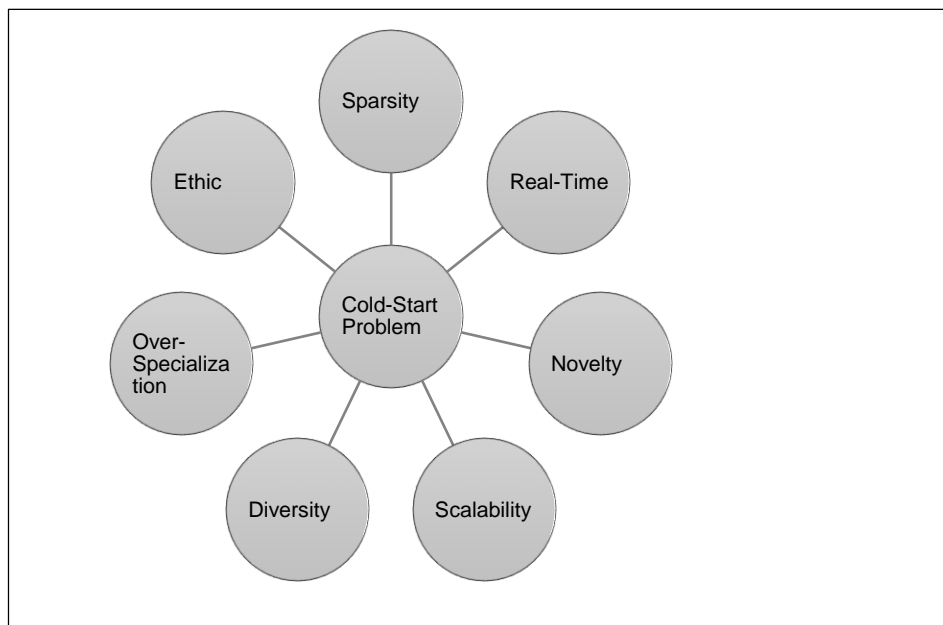 Sparsity
Ethic
Real-Time
Cold-Start
Problem
Over-
Specializa
tion
Novelty
Diversity
Scalability